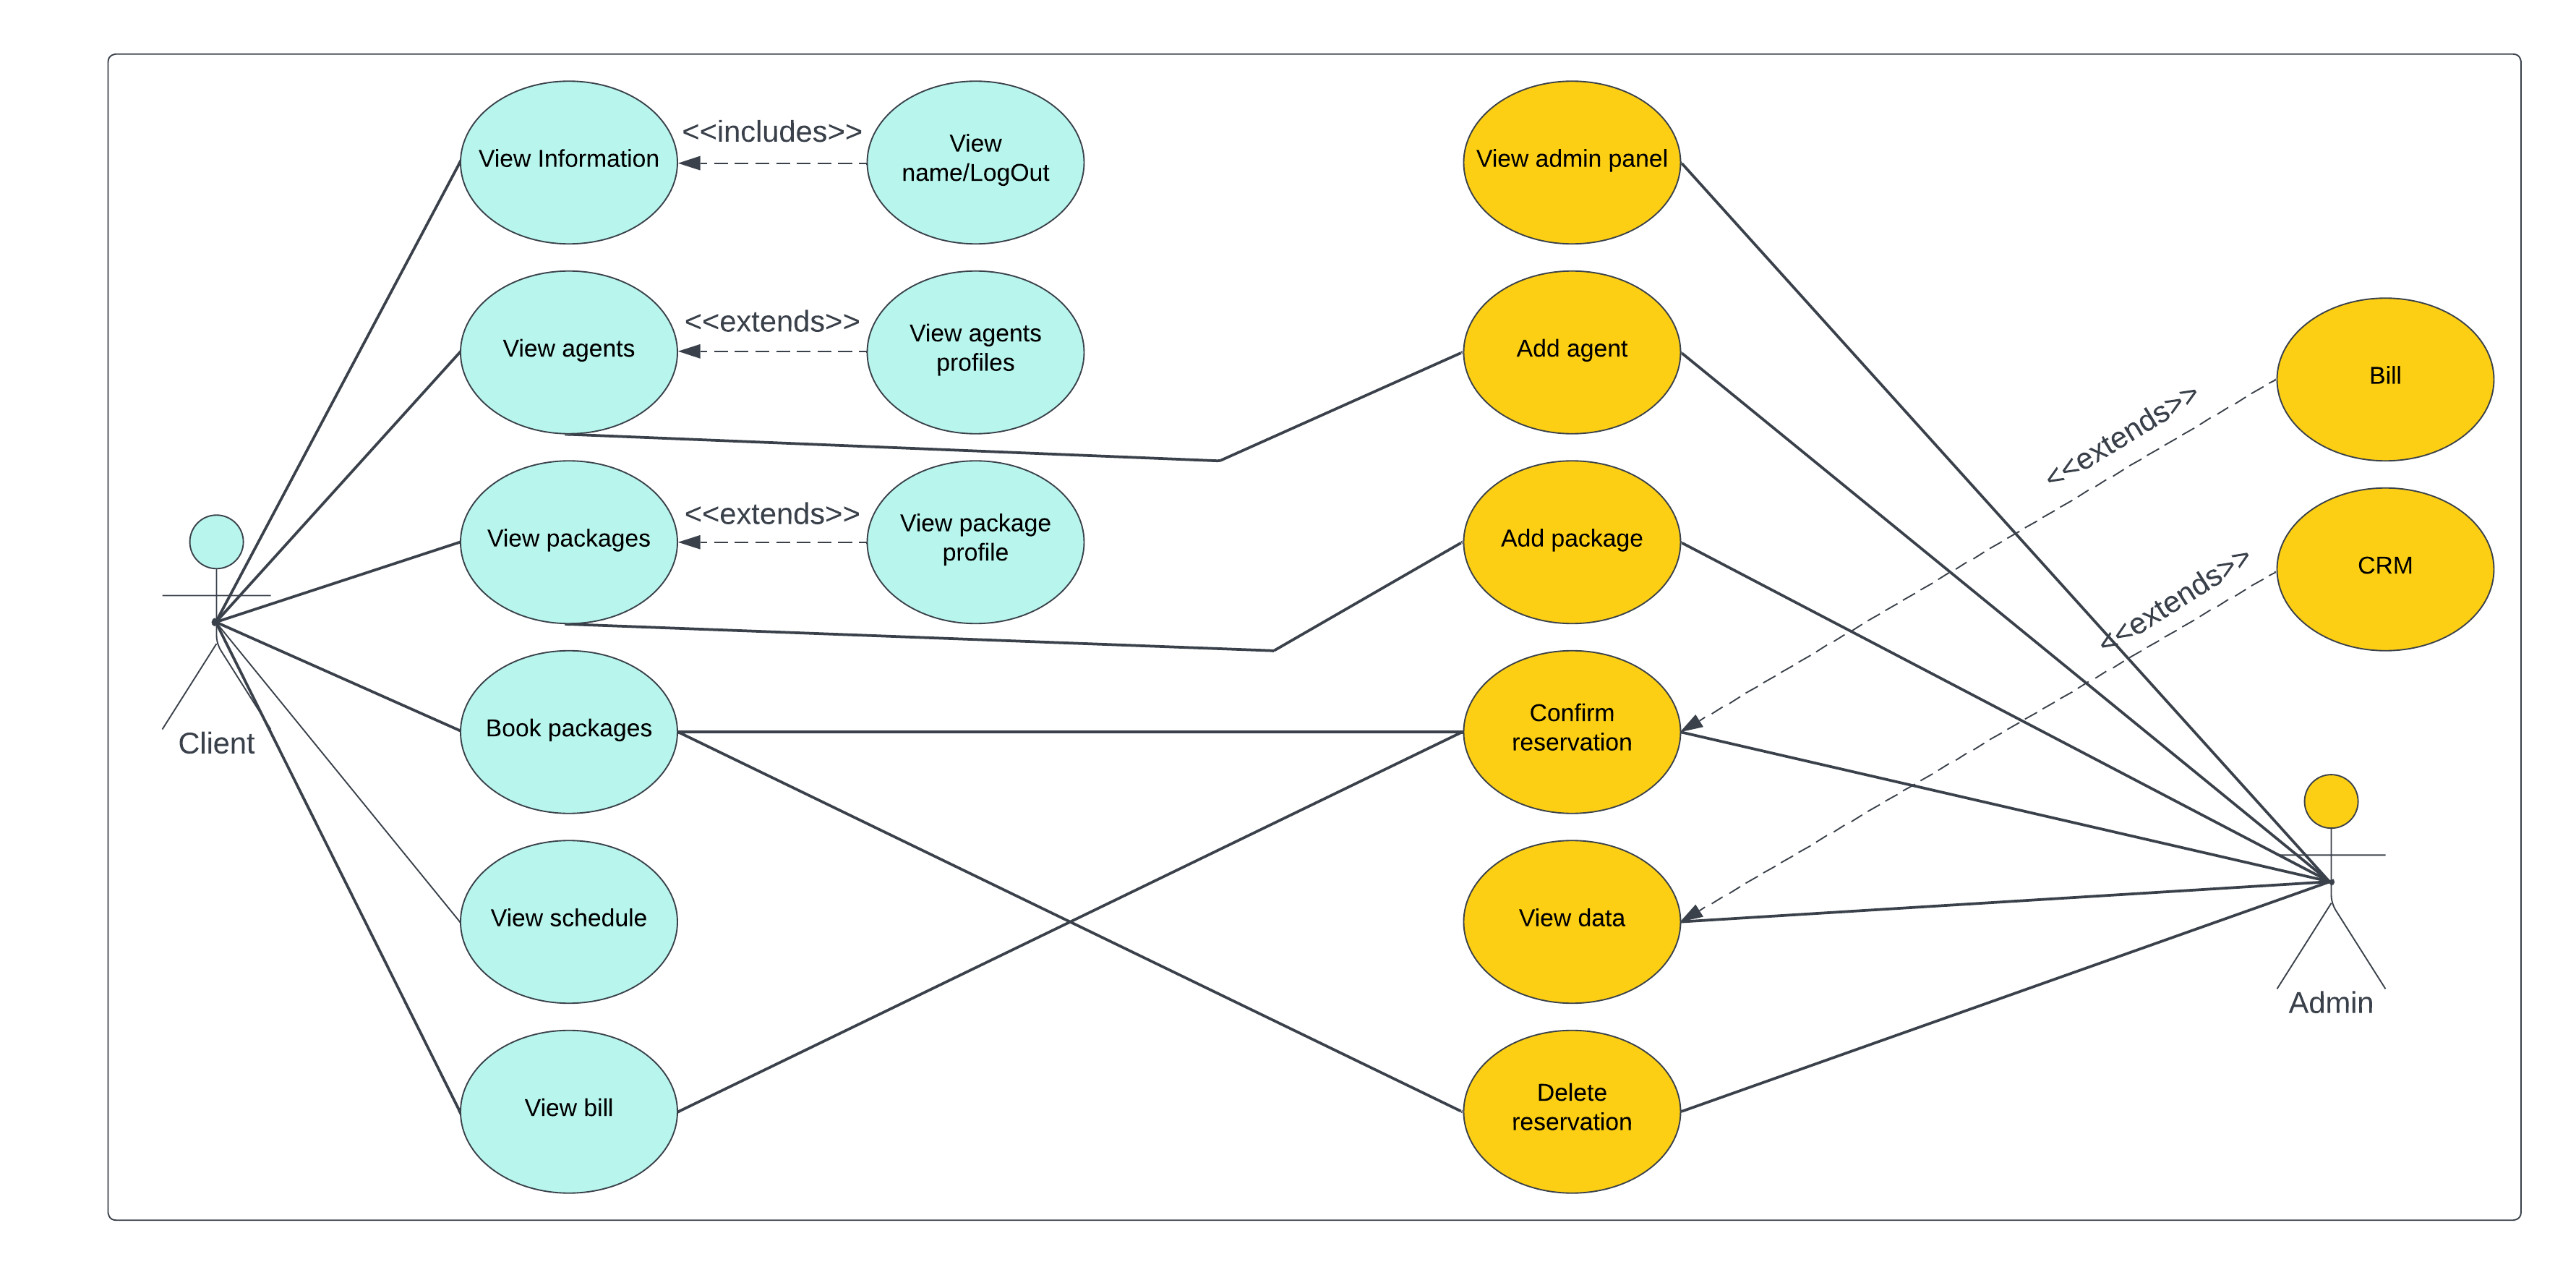 View Information
<<includes>>
View
name/LogOut
View agents
<<extends>>
View agents
profiles
View packages
<<extends>>
View package
profile
Client
Book packages
View schedule
View bill
View admin panel
Add agent
Add package
Confirm
reservation
View data
Delete
reservation
<<extends>>
Bill
<<extends>>
CRM
Admin